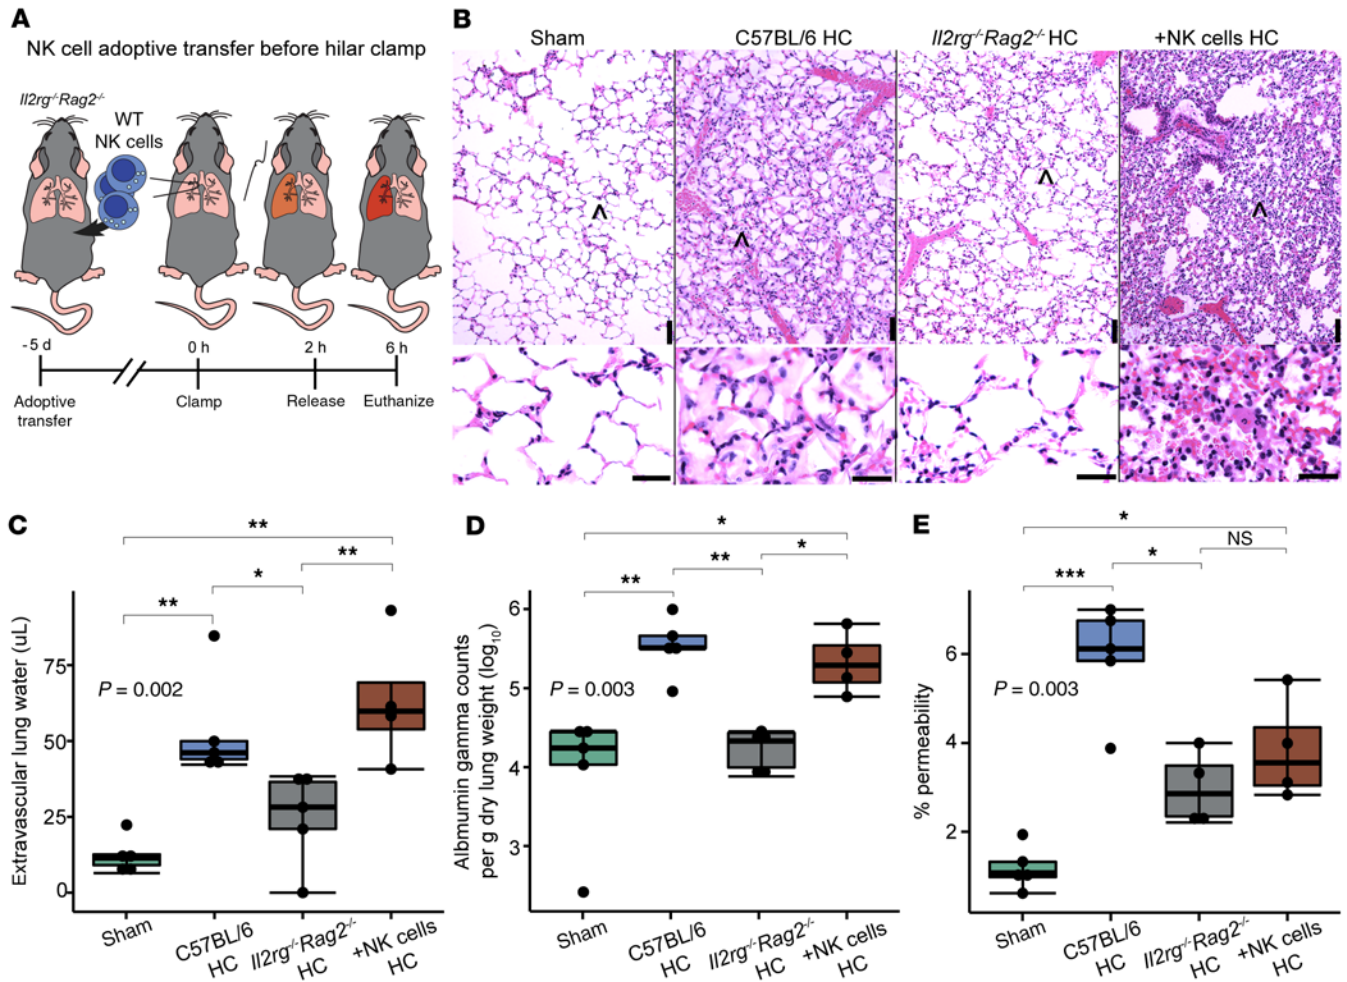 A
NK cell adoptive transfer before hilar clamp
Il2rg-/-Rag2-/-
WT
NK cells
-5 d
0 h
2 h
6 h
Adoptive
transfer
Clamp
Release
Euthanize
B
Sham
C57BL/6 HC
Il2rg-/-Rag2-/- HC
+NK cells HC
^
^
^
^
C
Extravascular lung water (uL)
75
50
25
0
P = 0.002
**
**
*
**
Sham
C57BL/6
HC
Il2rg-/-Rag2-/-
HC
+NK cells
HC
D
Albmumin gamma counts
per g dry lung weight (log10)
6
5
4
3
P = 0.003
*
*
**
**
Sham
C57BL/6
HC
Il2rg-/-Rag2-/-
HC
+NK cells
HC
E
% permeability
6
4
2
P = 0.003
*
NS
*
***
Sham
C57BL/6
HC
Il2rg-/-Rag2-/-
HC
+NK cells
HC